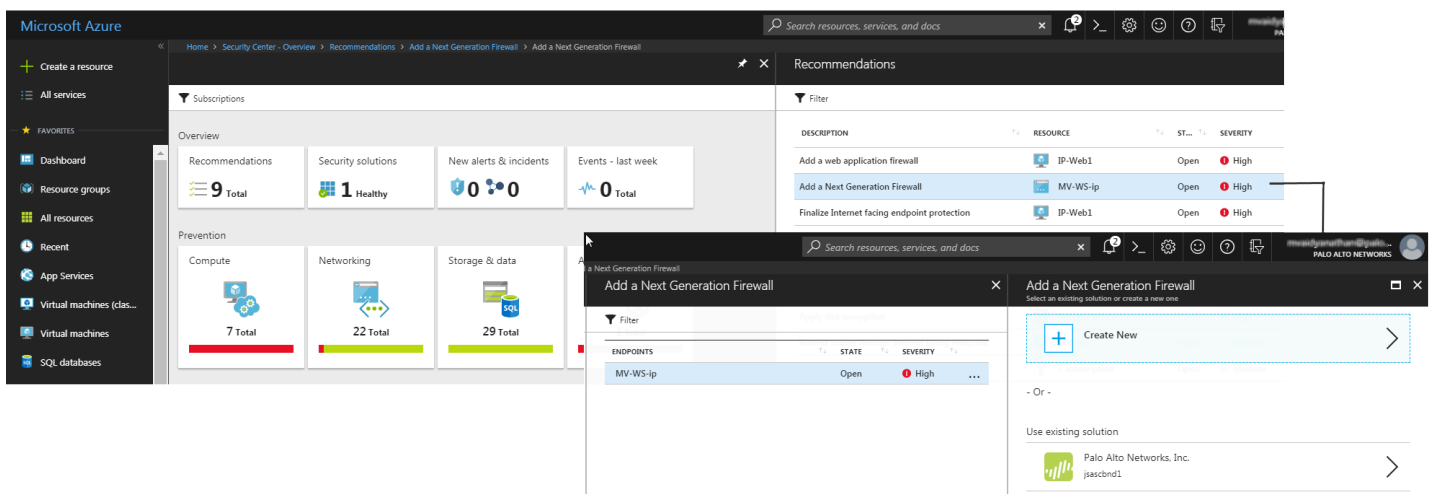 Microsoft Azure
Search resources, services, and docs
2
PA
Home > Security Center - Overview > Recommendations > Add a Next Generation Firewall > Add a Next Generation Firewall
Create a resource
All services
FAVORITES
Dashboard
Resource groups
All resources
Recent
App Services
Virtual machines (clas...
Virtual machines
SQL databases
Subscriptions
Overview
Recommendations
9 Total
Security solutions
1 Healthy
New alerts & incidents
0 0
Events - last week
0 Total
Prevention
Compute
7 Total
Networking
22 Total
Storage & data
SQL
29 Total
A
Recommendations
Filter
DESCRIPTION RESOURCE ST... SEVERITY
Add a web application firewall IP-Web1 Open High
Add a Next Generation Firewall MV-WS-ip Open High
Finalize Internet facing endpoint protection IP-Web1 Open High
Search resources, services, and docs
2
PALO ALTO NETWORKS
a Next Generation Firewall
Add a Next Generation Firewall
Filter
ENDPOINTS STATE SEVERITY
MV-WS-ip Open High ...
Add a Next Generation Firewall
Select an existing solution or create a new one
Create New
- Or -
Use existing solution
Palo Alto Networks, Inc.
jsascbnd1